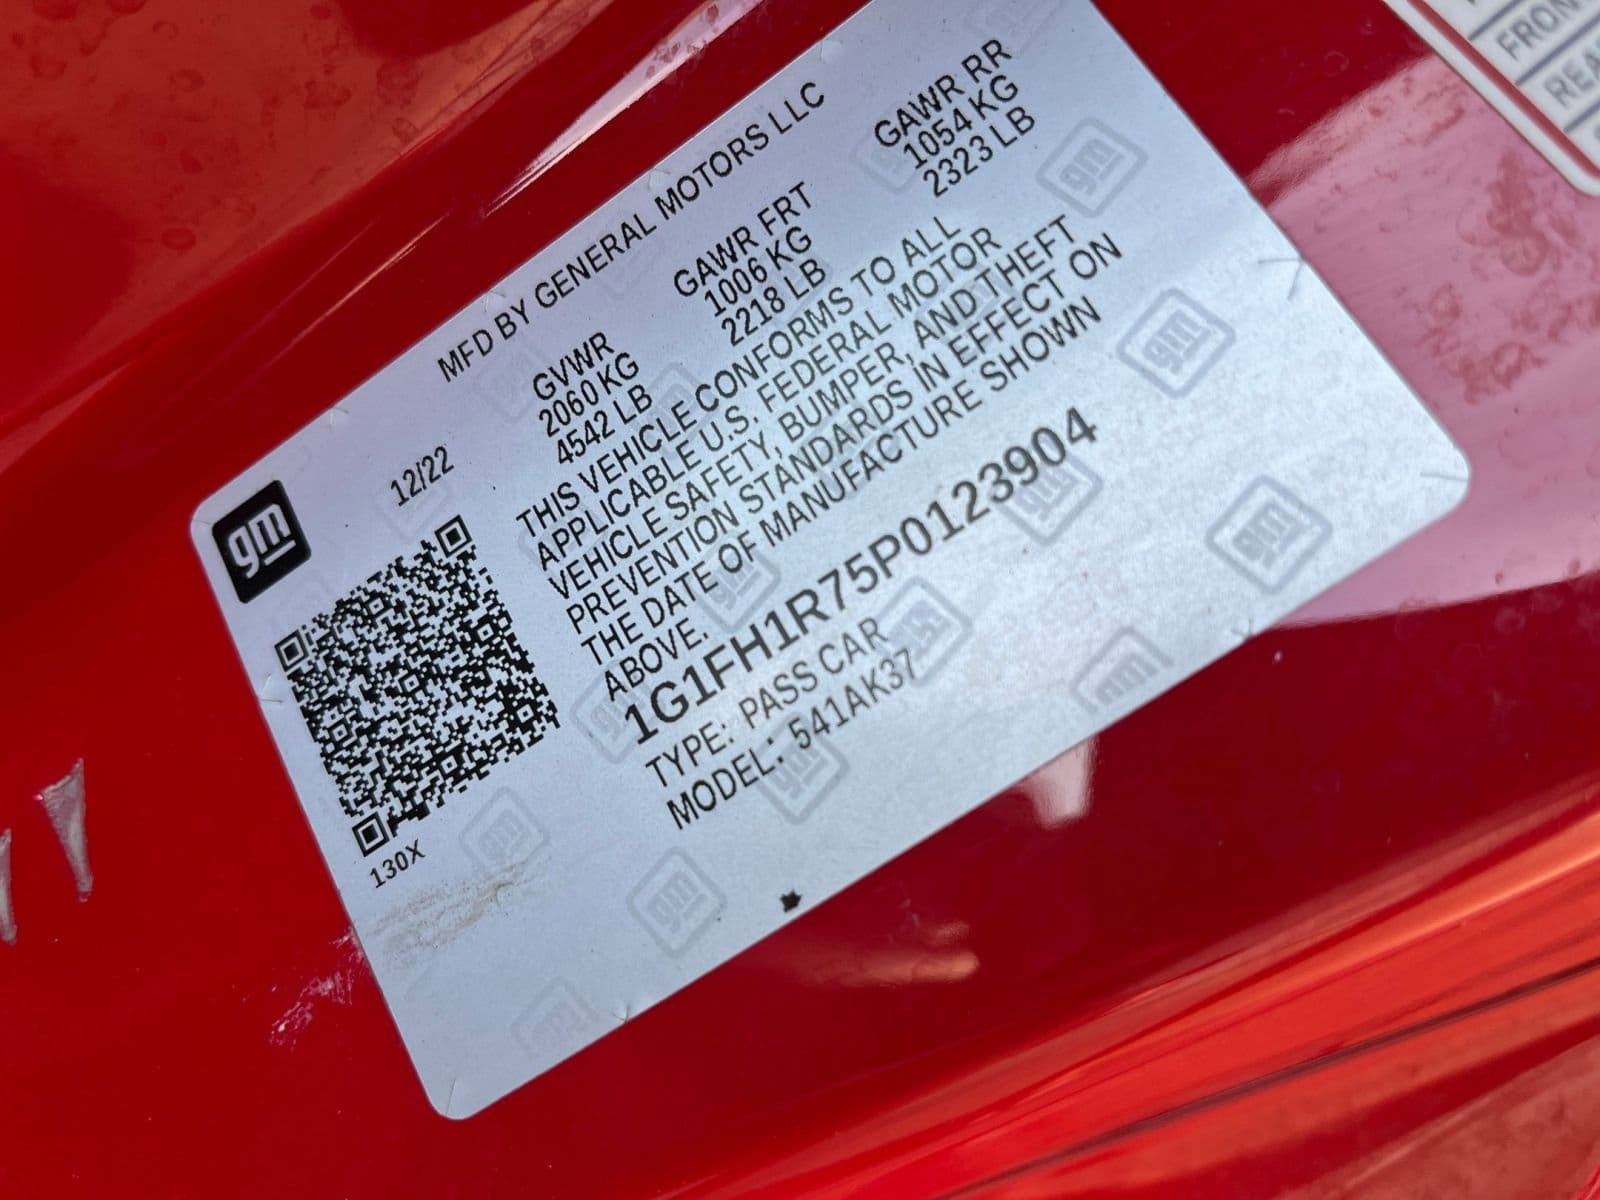 MFD BY GENERAL MOTORS LLC
gm
12/22
GVWR
2060 KG
4542 LB
GAWR FRT
1006 KG
2218 LB
GAWR RR
1054 KG
2323 LB
THIS VEHICLE CONFORMS TO ALL
APPLICABLE U.S. FEDERAL MOTOR
VEHICLE SAFETY, BUMPER, AND THEFT
PREVENTION STANDARDS IN EFFECT ON
THE DATE OF MANUFACTURE SHOWN
ABOVE.
1G1FH1R75P0123904
TYPE: PASS CAR
MODEL: 541AK37
130X